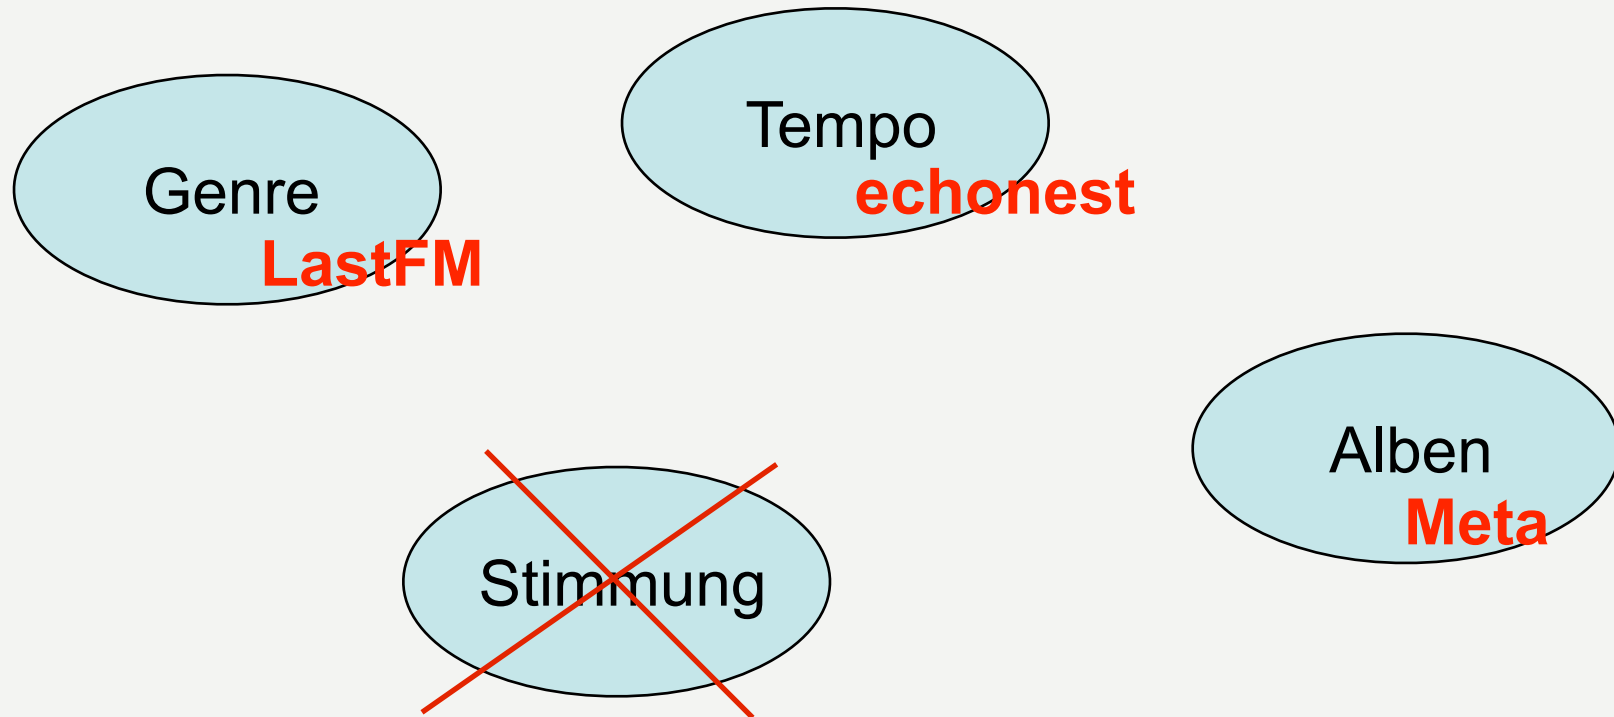 Genre
LastFM
Tempo
echonest
Alben
Meta
Stimmung